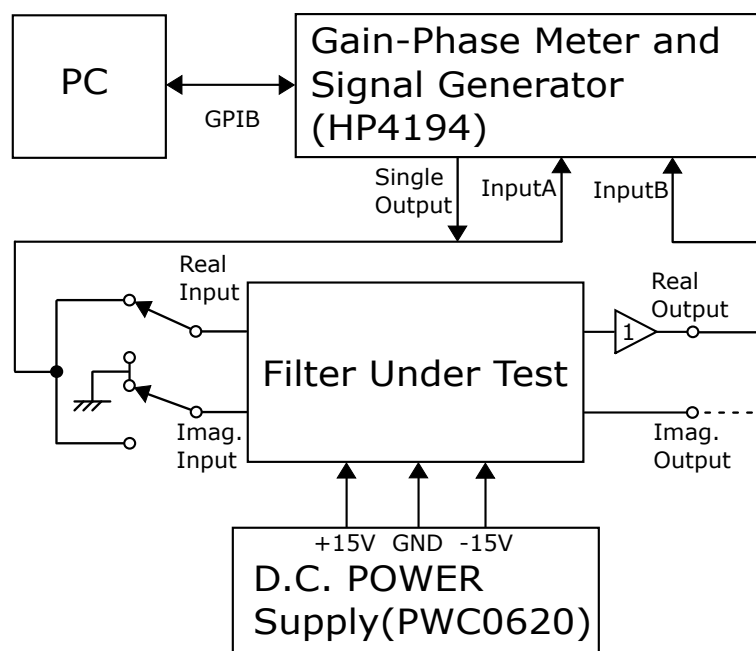 PC
GPIB
Gain-Phase Meter and
Signal Generator
(HP4194)
Single
Output
InputA
InputB
Real
Input
Real
Output
1
Filter Under Test
Imag.
Input
Imag.
Output
+15V GND -15V
D.C. POWER
Supply(PWC0620)